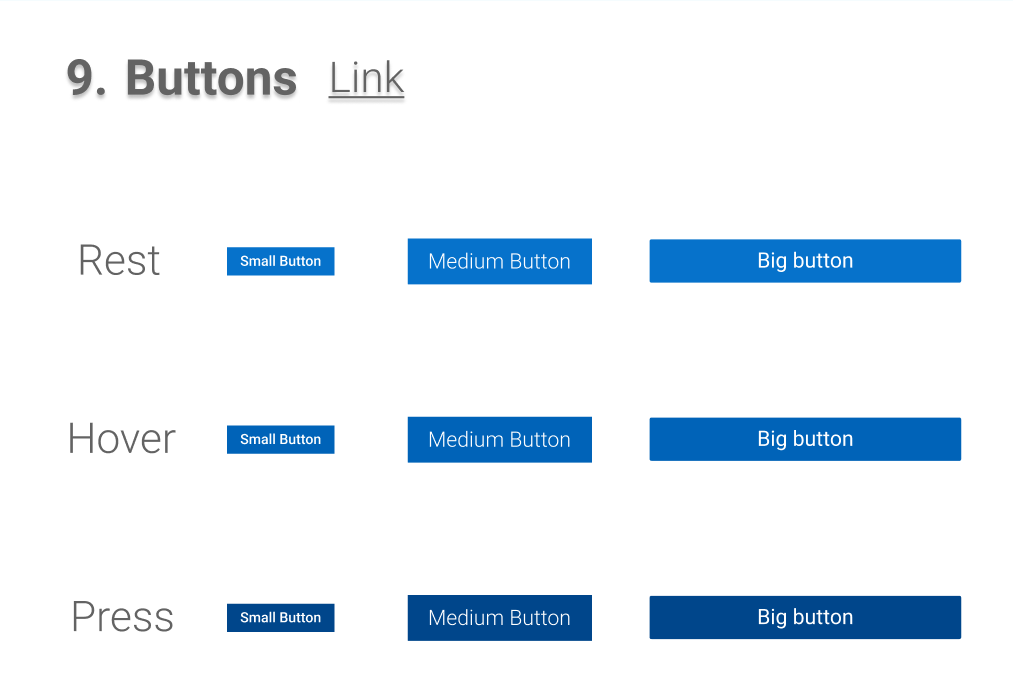 9. Buttons Link
Rest Small Button Medium Button Big button
Hover Small Button Medium Button Big button
Press Small Button Medium Button Big button